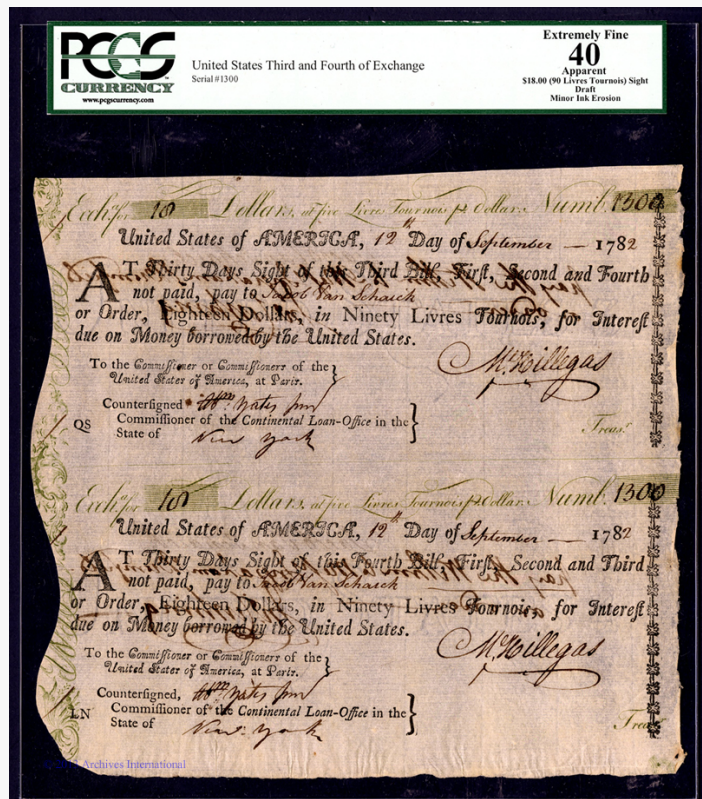 PCGS
CURRENCY
www.pcgscurrency.com
United States Third and Fourth of Exchange
Serial #1300
Extremely Fine
40
Apparent
$18.00 (90 Livres Tournois) Sight
Draft
Minor Ink Erosion
Exch.ᵃ for 18 Dollars, at five Livres Tournois pʳ Dollar. Numb. 1300
United States of AMERICA, 12th Day of September — 1782
AT Thirty Days Sight of this Third Bill, First, Second and Fourth
not paid, pay to Jacob Van Schaick
or Order, Eighteen Dollars, in Ninety Livres Tournois, for Interest
due on Money borrowed by the United States.
To the Commissioner or Commissioners of the }
United States of America, at Paris.
M. Hillegas
Countersigned Abm. Yates Junr
QS Commissioner of the Continental Loan-Office in the }
State of New York
Treasʳ
Exch.ᵃ for 18 Dollars, at five Livres Tournois pʳ Dollar. Numb. 1300
United States of AMERICA, 12th Day of September — 1782
AT Thirty Days Sight of this Fourth Bill, First, Second and Third
not paid, pay to Jacob Van Schaick
or Order, Eighteen Dollars, in Ninety Livres Tournois, for Interest
due on Money borrowed by the United States.
To the Commissioner or Commissioners of the }
United States of America, at Paris.
M. Hillegas
Countersigned, Abm. Yates Junr
LN Commissioner of the Continental Loan-Office in the }
State of New York
Treasʳ
Archives International